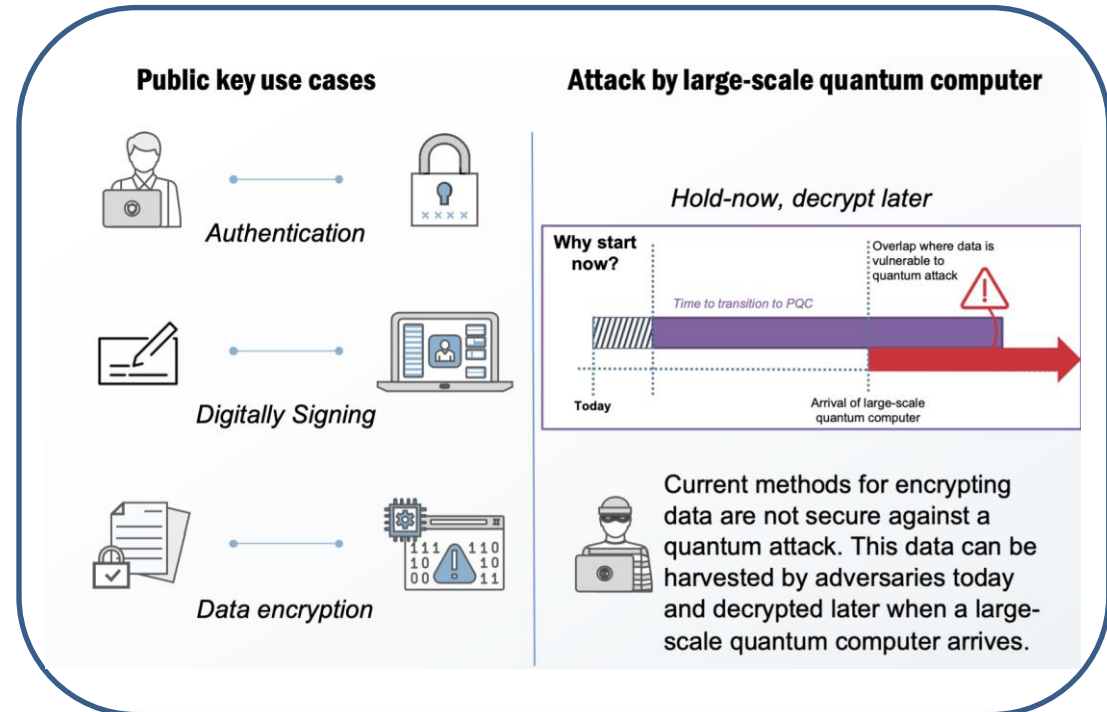 Public key use cases
Authentication
Digitally Signing
Data encryption
Attack by large-scale quantum computer
Hold-now, decrypt later
Why start
now?
Overlap where data is
vulnerable to
quantum attack
Time to transition to PQC
Today
Arrival of large-scale
quantum computer
Current methods for encrypting
data are not secure against a
quantum attack. This data can be
harvested by adversaries today
and decrypted later when a large-
scale quantum computer arrives.
xxxx
111 110
10 10
00 11